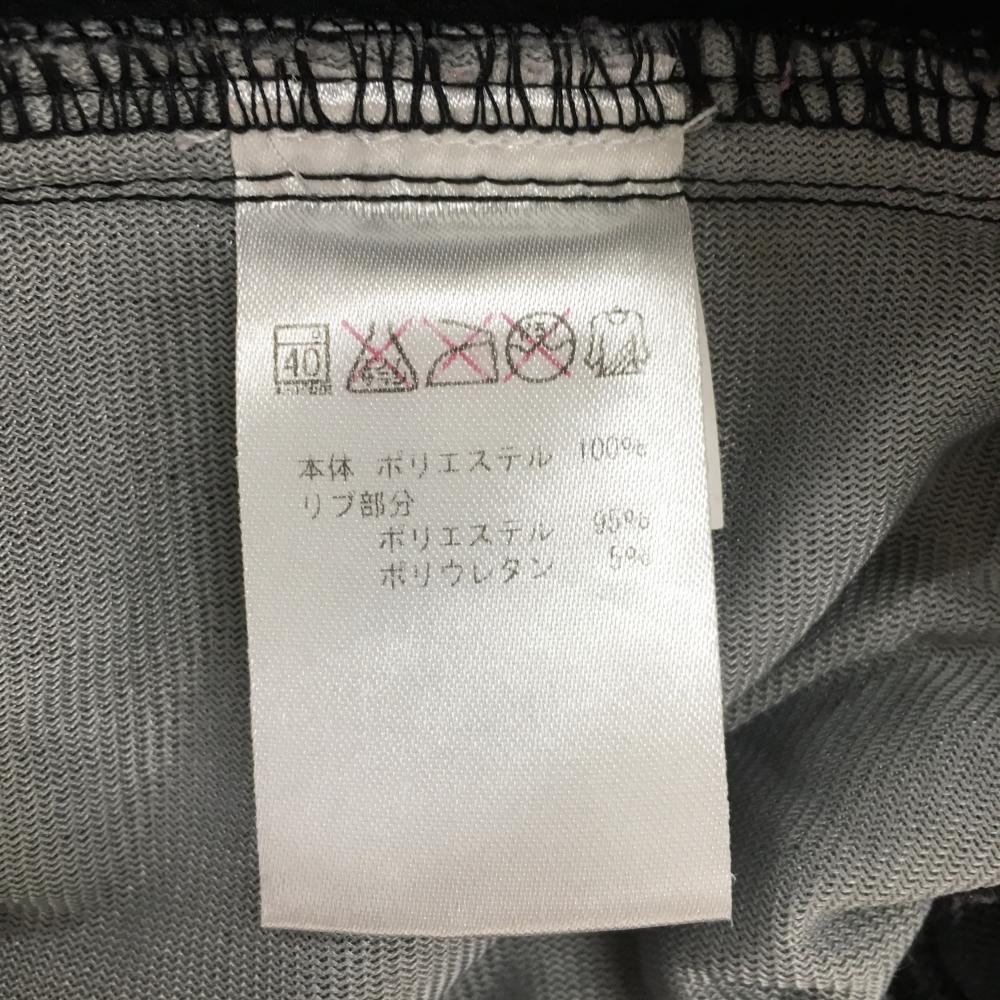 40
本体 ポリエステル 100%
リブ部分
ポリエステル 95%
ポリウレタン 5%